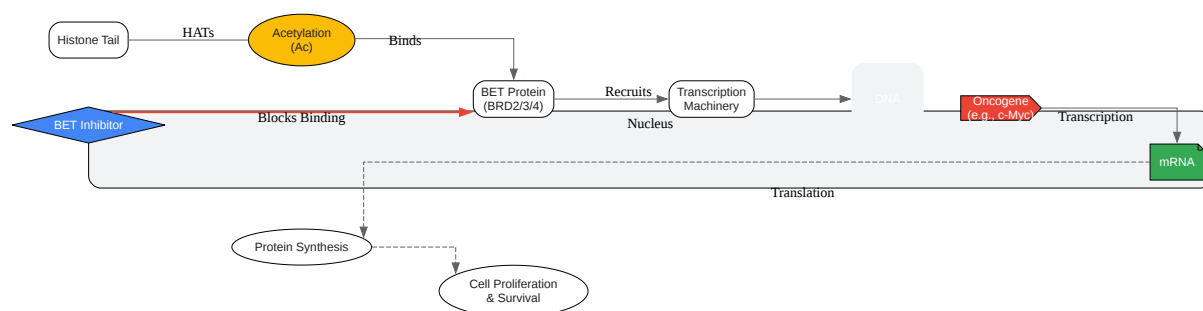 Histone Tail
HATs
Acetylation
(Ac)
Binds
BET Protein
(BRD2/3/4)
Recruits
Transcription
Machinery
DNA
Oncogene
(e.g., c-Myc)
Transcription
BET Inhibitor
Blocks Binding
Nucleus
mRNA
Translation
Protein Synthesis
Cell Proliferation
& Survival